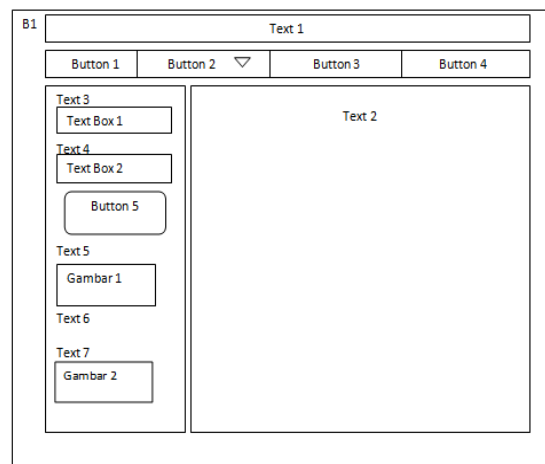 B1
Text 1
Button 1 Button 2 Button 3 Button 4
Text 3
Text Box 1
Text 4
Text Box 2
Button 5
Text 5
Gambar 1
Text 6
Text 7
Gambar 2
Text 2